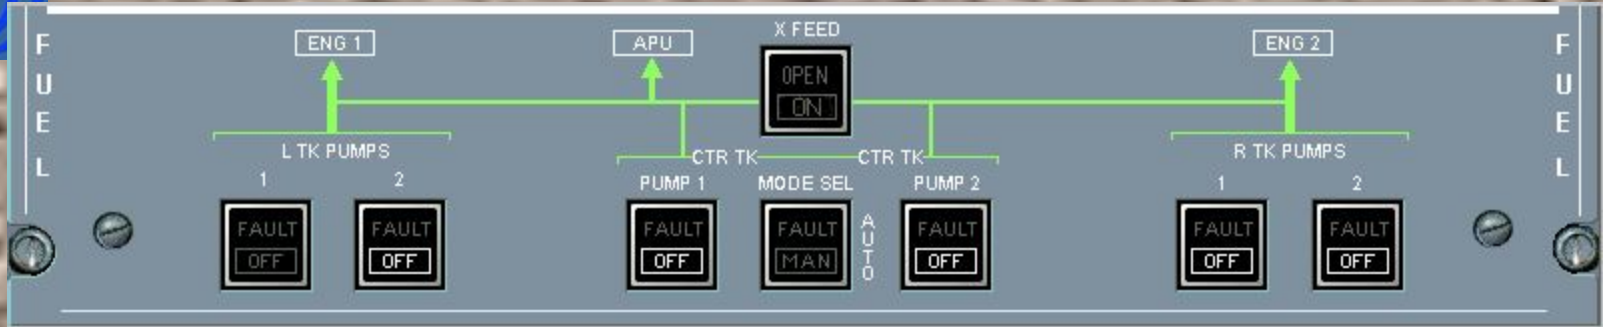 FUEL
ENG 1
APU
X FEED
ENG 2
FUEL
OPEN
ON
L TK PUMPS
CTR TK
CTR TK
R TK PUMPS
1
2
PUMP 1
MODE SEL
PUMP 2
1
2
FAULT
OFF
FAULT
OFF
FAULT
OFF
FAULT
MAN
AUTO
FAULT
OFF
FAULT
OFF
FAULT
OFF